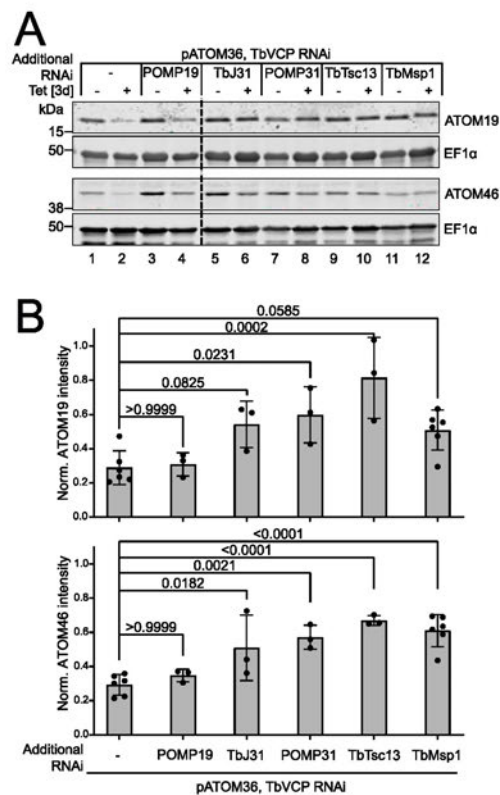 A
pATOM36, TbVCP RNAi
Additional RNAi - POMP19 TbJ31 POMP31 TbTsc13 TbMsp1
Tet [3d] - + - + - + - + - + - +
kDa
ATOM19
15
50 EF1α
ATOM46
38
50 EF1α
1 2 3 4 5 6 7 8 9 10 11 12
B
0.0585
0.0002
0.0231
0.0825
>0.9999
Norm. ATOM19 intensity
1.0
0.8
0.6
0.4
0.2
0.0
<0.0001
<0.0001
0.0021
0.0182
>0.9999
Norm. ATOM46 intensity
1.0
0.8
0.6
0.4
0.2
0.0
Additional RNAi - POMP19 TbJ31 POMP31 TbTsc13 TbMsp1
pATOM36, TbVCP RNAi